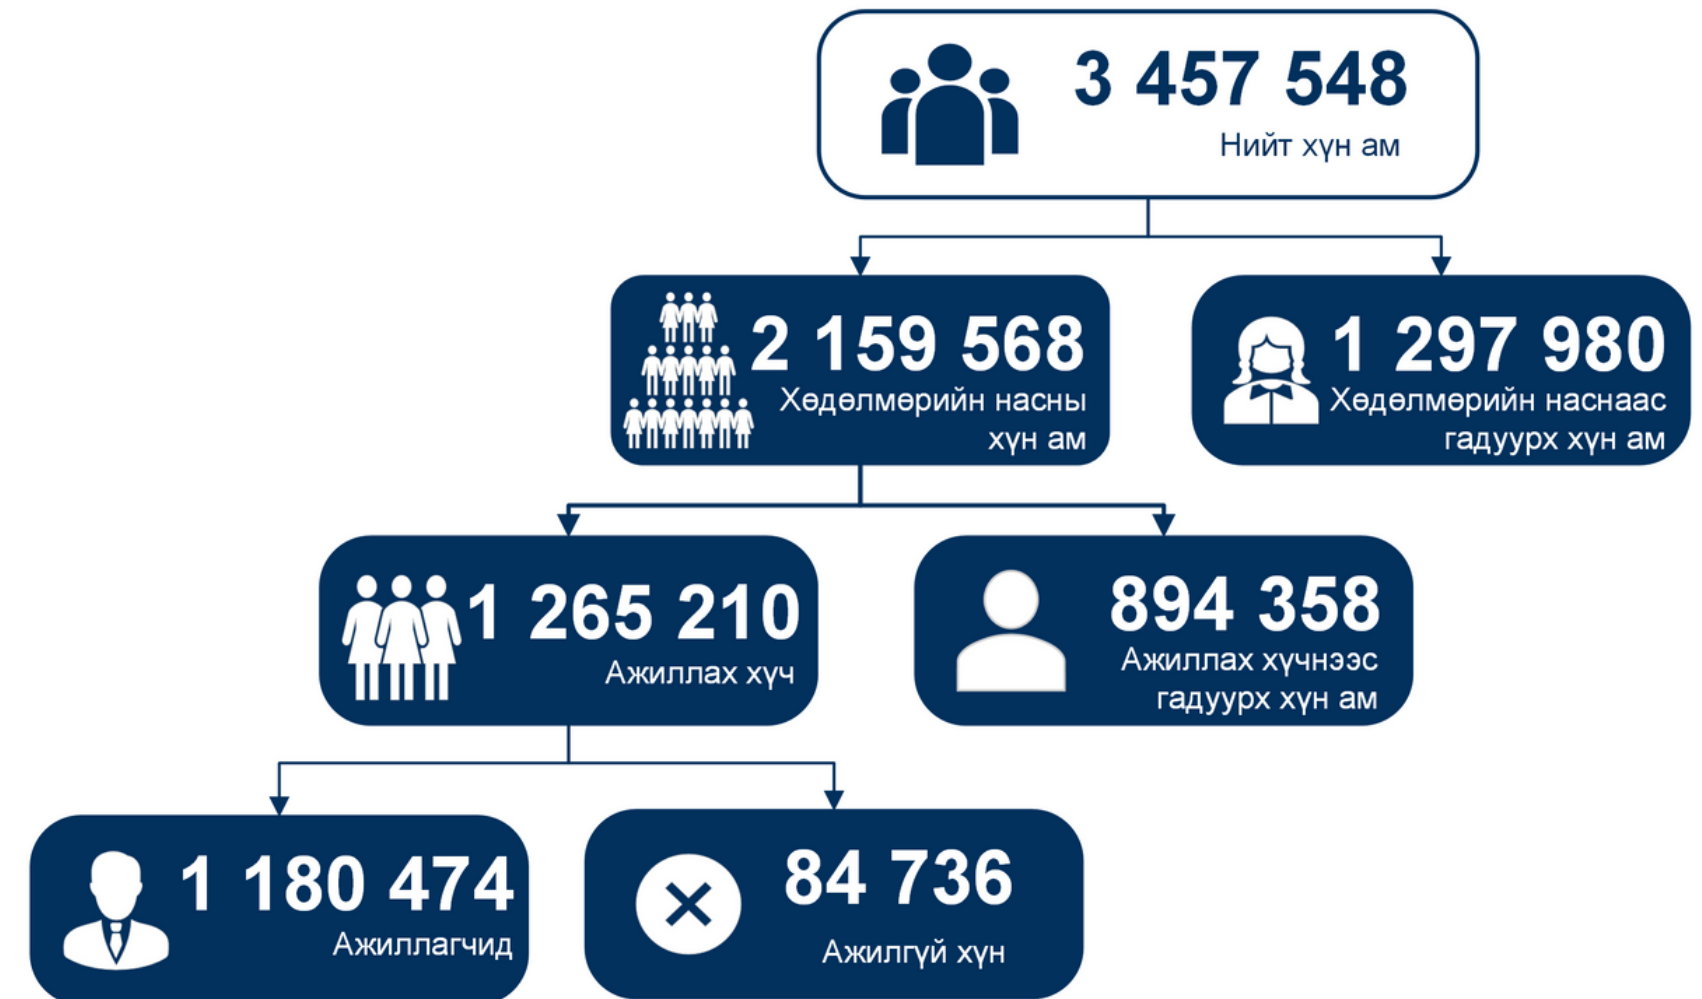 3 457 548
Нийт хүн ам
2 159 568
Хөдөлмөрийн насны
хүн ам
1 297 980
Хөдөлмөрийн наснаас
гадуурх хүн ам
1 265 210
Ажиллах хүч
894 358
Ажиллах хүчнээс
гадуурх хүн ам
1 180 474
Ажиллагчид
84 736
Ажилгүй хүн